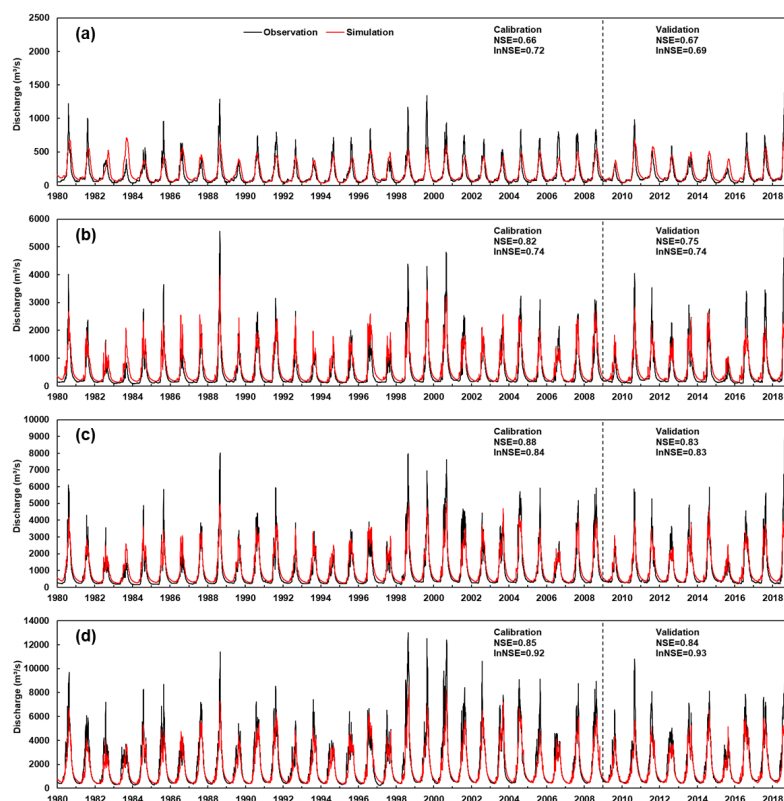 (a)
Observation Simulation
Calibration
NSE=0.66
lnNSE=0.72
Validation
NSE=0.67
lnNSE=0.69
Discharge (m³/s)
2500
2000
1500
1000
500
0
1980 1982 1984 1986 1988 1990 1992 1994 1996 1998 2000 2002 2004 2006 2008 2010 2012 2014 2016 2018
(b)
Calibration
NSE=0.82
lnNSE=0.74
Validation
NSE=0.75
lnNSE=0.74
Discharge (m³/s)
6000
5000
4000
3000
2000
1000
0
1980 1982 1984 1986 1988 1990 1992 1994 1996 1998 2000 2002 2004 2006 2008 2010 2012 2014 2016 2018
(c)
Calibration
NSE=0.88
lnNSE=0.84
Validation
NSE=0.83
lnNSE=0.83
Discharge (m³/s)
10000
9000
8000
7000
6000
5000
4000
3000
2000
1000
0
1980 1982 1984 1986 1988 1990 1992 1994 1996 1998 2000 2002 2004 2006 2008 2010 2012 2014 2016 2018
(d)
Calibration
NSE=0.85
lnNSE=0.92
Validation
NSE=0.84
lnNSE=0.93
Discharge (m³/s)
14000
12000
10000
8000
6000
4000
2000
0
1980 1982 1984 1986 1988 1990 1992 1994 1996 1998 2000 2002 2004 2006 2008 2010 2012 2014 2016 2018